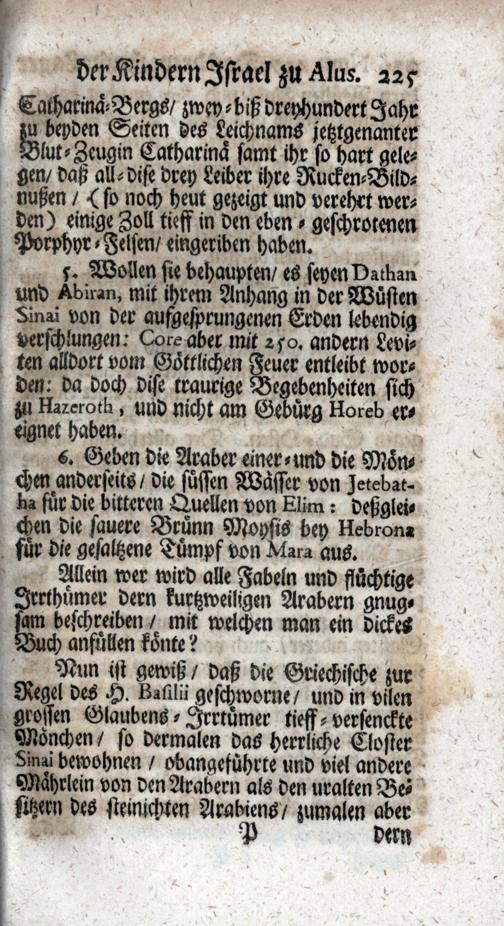 der Kindern Israel zu Alus. 225
Catharinä-Bergs/ zwey-biß dreyhundert Jahr
zu beyden Seiten des Leichnams jetztgenanter
Blut-Zeugin Catharinä samt ihr so hart gele-
gen/ daß all-dise drey Leiber ihre Rucken-Bild-
nußen / (so noch heut gezeigt und verehrt wer-
den) einige Zoll tieff in den eben-geschrotenen
Porphyr-Felsen/ eingeriben haben.
5. Wollen sie behaupten/ es seyen Dathan
und Abiran, mit ihrem Anhang in der Wüsten
Sinai von der aufgesprungenen Erden lebendig
verschlungen: Core aber mit 250. andern Levi-
ten alldort vom Göttlichen Feuer entleibt wor-
den: da doch dise traurige Begebenheiten sich
zu Hazeroth, und nicht am Gebürg Horeb er-
eignet haben.
6. Geben die Araber einer-und die Mön-
chen anderseits/ die süssen Wässer von Jetebat-
ha für die bitteren Quellen von Elim: deßglei-
chen die sauere Brünn Moysis bey Hebrona
für die gesaltzene Tümpf von Mara aus.
Allein wer wird alle Fabeln und flüchtige
Irrthümer dern kurtzweiligen Arabern gnug-
sam beschreiben / mit welchen man ein dickes
Buch anfüllen könte?
Nun ist gewiß / daß die Griechische zur
Regel des H. Basilii geschworne/ und in vilen
grossen Glaubens-Irrtümer tieff-versenckte
Mönchen/ so dermalen das herrliche Closter
Sinai bewohnen / obangeführte und viel andere
Mährlein von den Arabern als den uralten Be-
sitzern des steinichten Arabiens/ zumalen aber
P dern